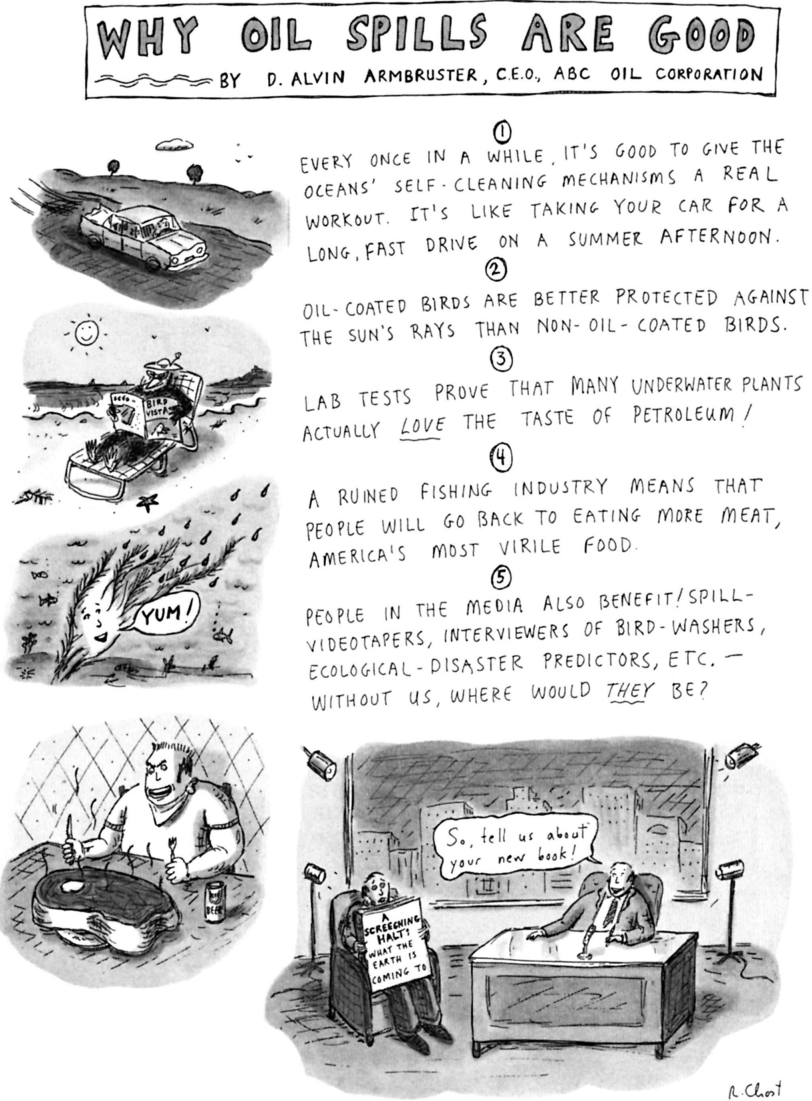 WHY OIL SPILLS ARE GOOD
BY D. ALVIN ARMBRUSTER, C.E.O., ABC OIL CORPORATION
1
EVERY ONCE IN A WHILE, IT'S GOOD TO GIVE THE
OCEANS' SELF-CLEANING MECHANISMS A REAL
WORKOUT. IT'S LIKE TAKING YOUR CAR FOR A
LONG, FAST DRIVE ON A SUMMER AFTERNOON.
2
OIL-COATED BIRDS ARE BETTER PROTECTED AGAINST
THE SUN'S RAYS THAN NON-OIL-COATED BIRDS.
BIRD
VISTA
3
LAB TESTS PROVE THAT MANY UNDERWATER PLANTS
ACTUALLY LOVE THE TASTE OF PETROLEUM!
YUM!
4
A RUINED FISHING INDUSTRY MEANS THAT
PEOPLE WILL GO BACK TO EATING MORE MEAT,
AMERICA'S MOST VIRILE FOOD.
BEER
5
PEOPLE IN THE MEDIA ALSO BENEFIT! SPILL-
VIDEOTAPERS, INTERVIEWERS OF BIRD-WASHERS,
ECOLOGICAL-DISASTER PREDICTORS, ETC. —
WITHOUT US, WHERE WOULD THEY BE?
So, tell us about
your new book!
A
SCREECHING
HALT:
WHAT THE
EARTH IS
COMING TO
R. Chast